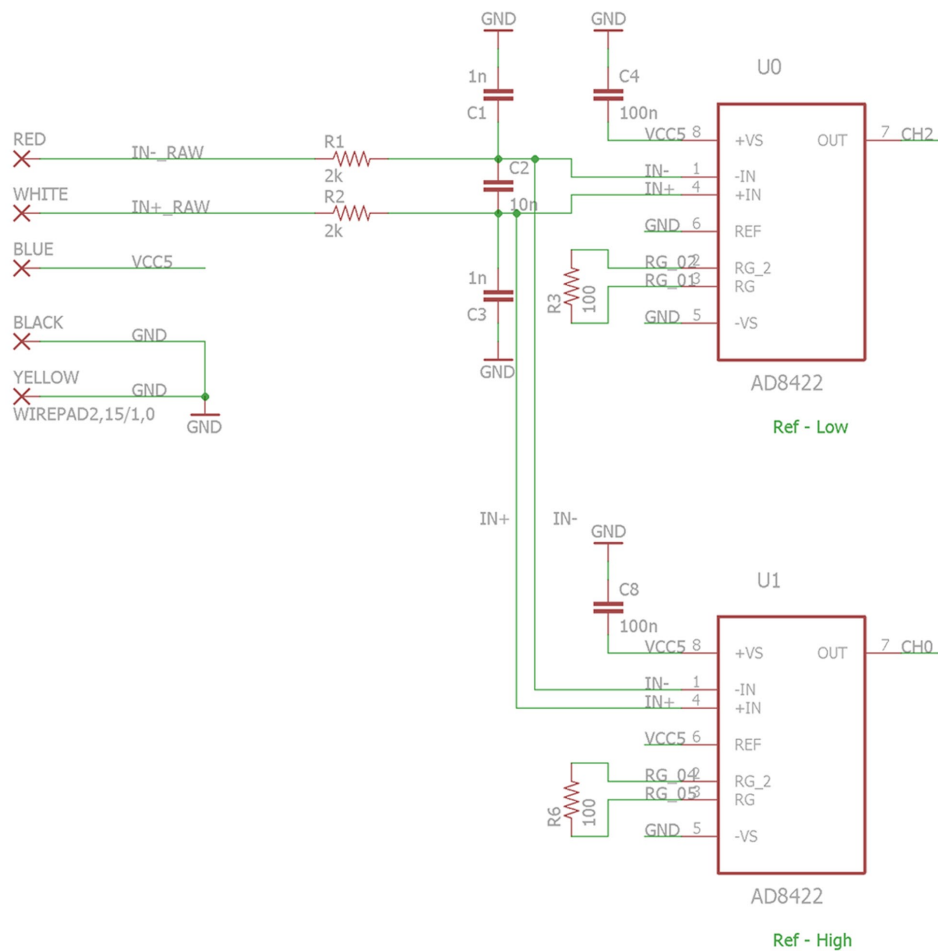 GND
GND
U0
1n
C4
C1
100n
RED
IN-_RAW
R1
2k
VCC5
8
+VS
OUT
7
CH2
C2
10n
IN-
1
-IN
IN+
4
+IN
WHITE
IN+_RAW
R2
2k
GND
6
REF
BLUE
VCC5
1n
C3
R3
100
RG_02
2
RG_2
RG_01
3
RG
BLACK
GND
GND
5
-VS
GND
YELLOW
GND
WIREPAD2,15/1,0
GND
AD8422
Ref - Low
IN+
IN-
GND
U1
C8
100n
VCC5
8
+VS
OUT
7
CH0
IN-
1
-IN
IN+
4
+IN
VCC5
6
REF
R6
100
RG_04
2
RG_2
RG_05
3
RG
GND
5
-VS
AD8422
Ref - High